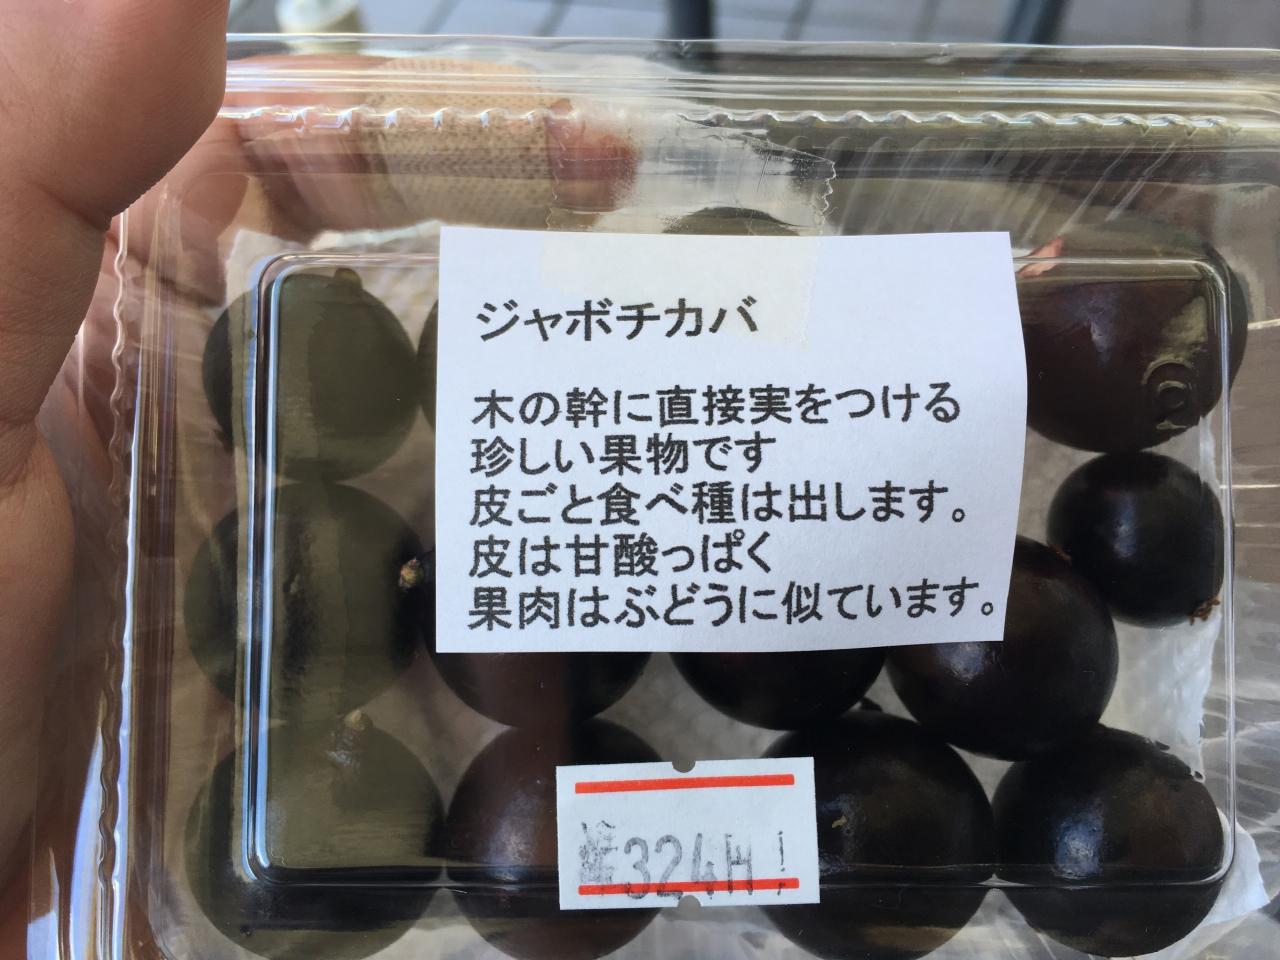 ジャボチカバ
木の幹に直接実をつける
珍しい果物です
皮ごと食べ種は出します。
皮は甘酸っぱく
果肉はぶどうに似ています。
324円